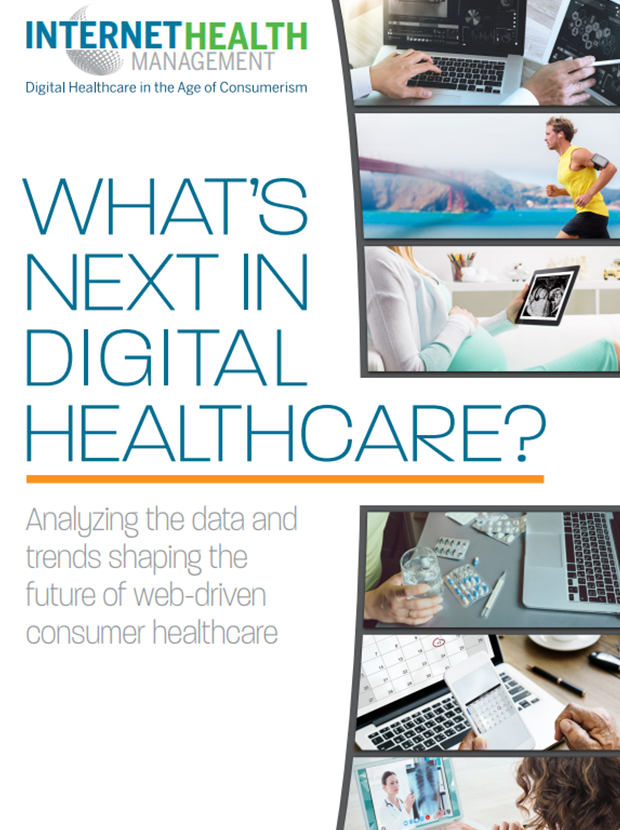 INTERNETHEALTH
MANAGEMENT
Digital Healthcare in the Age of Consumerism
WHAT'S
NEXT IN
DIGITAL
HEALTHCARE?
Analyzing the data and
trends shaping the
future of web-driven
consumer healthcare